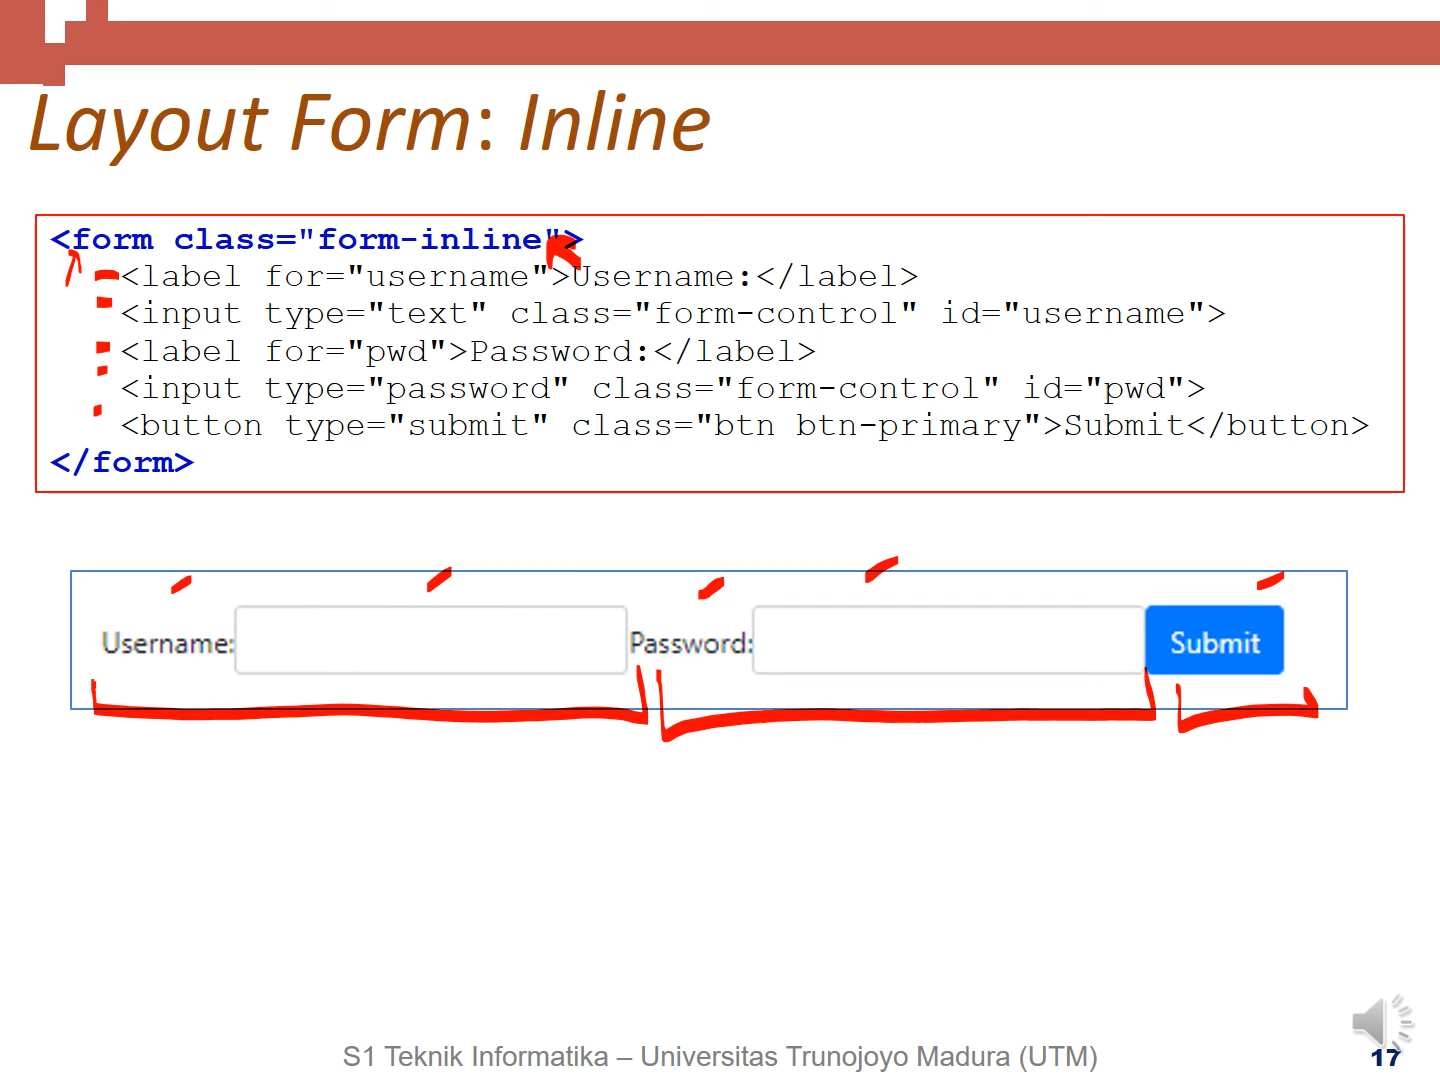 Layout Form: Inline
<form class="form-inline">
<label for="username">Username:</label>
<input type="text" class="form-control" id="username">
<label for="pwd">Password:</label>
<input type="password" class="form-control" id="pwd">
<button type="submit" class="btn btn-primary">Submit</button>
</form>
Username: Password: Submit
S1 Teknik Informatika – Universitas Trunojoyo Madura (UTM)
17